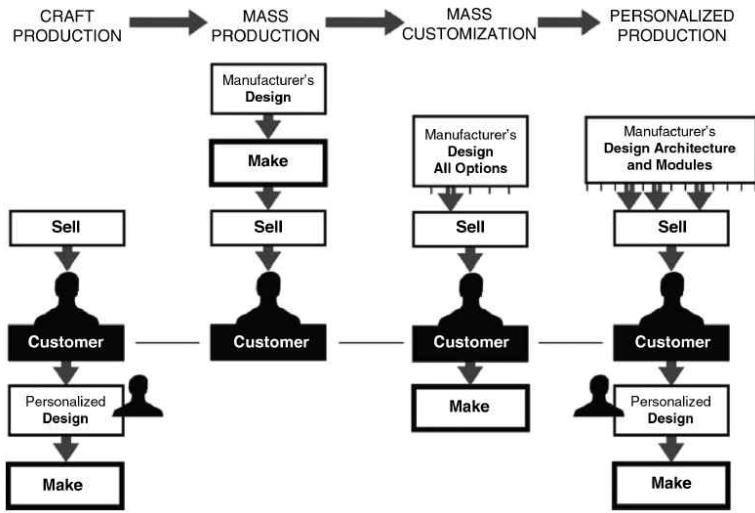 CRAFT
PRODUCTION
MASS
PRODUCTION
MASS
CUSTOMIZATION
PERSONALIZED
PRODUCTION
Sell
Customer
Personalized
Design
Make
Manufacturer's
Design
Make
Sell
Customer
Manufacturer's
Design
All Options
Sell
Customer
Make
Manufacturer's
Design Architecture
and Modules
Sell
Customer
Personalized
Design
Make